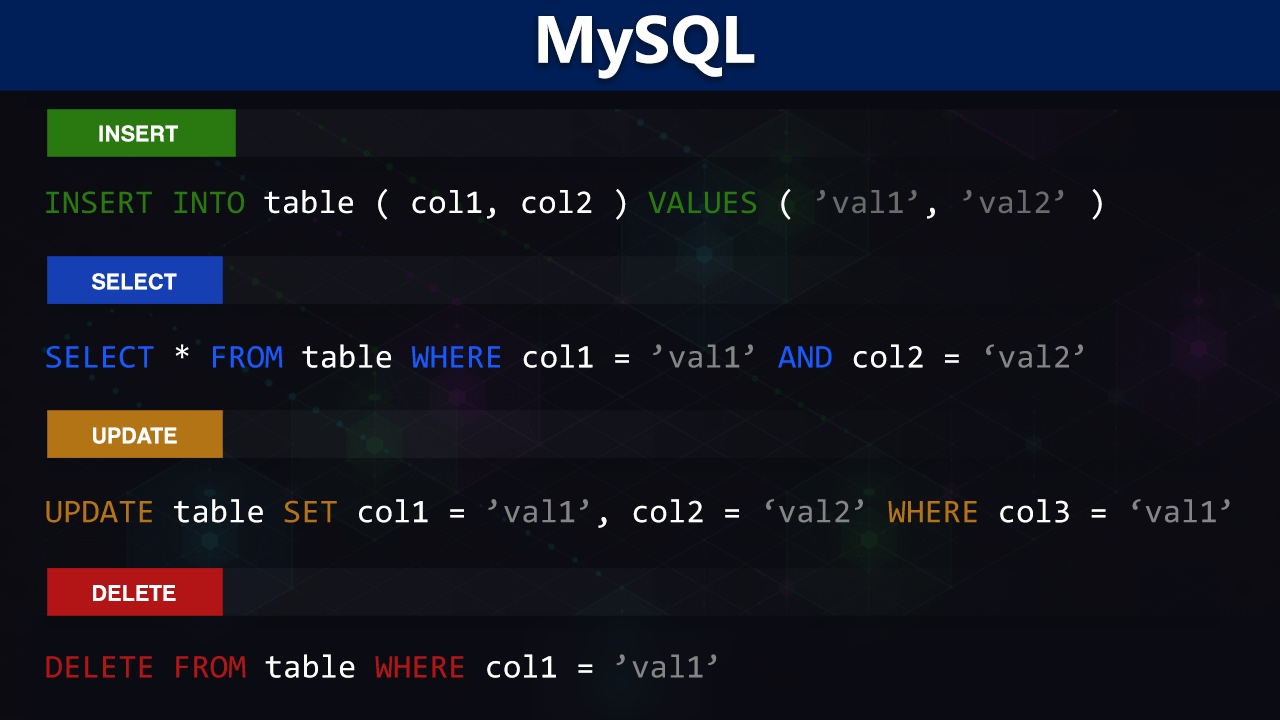 MySQL
INSERT
INSERT INTO table ( col1, col2 ) VALUES ( ’val1’, ’val2’ )
SELECT
SELECT * FROM table WHERE col1 = ’val1’ AND col2 = ‘val2’
UPDATE
UPDATE table SET col1 = ’val1’, col2 = ‘val2’ WHERE col3 = ‘val1’
DELETE
DELETE FROM table WHERE col1 = ’val1’